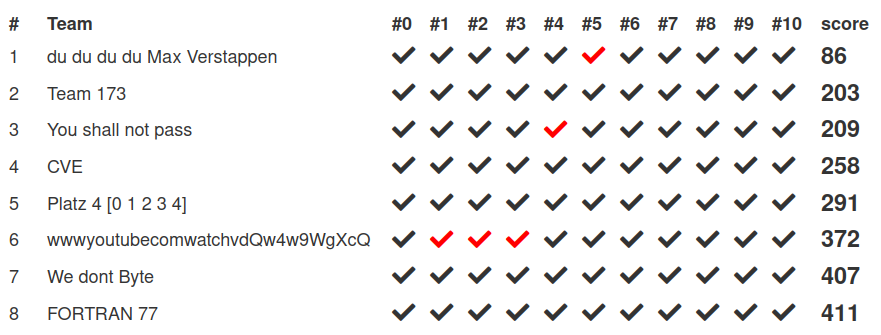 # Team #0 #1 #2 #3 #4 #5 #6 #7 #8 #9 #10 score
1 du du du du Max Verstappen ✓ ✓ ✓ ✓ ✓ ✓ ✓ ✓ ✓ ✓ ✓ 86
2 Team 173 ✓ ✓ ✓ ✓ ✓ ✓ ✓ ✓ ✓ ✓ ✓ 203
3 You shall not pass ✓ ✓ ✓ ✓ ✓ ✓ ✓ ✓ ✓ ✓ ✓ 209
4 CVE ✓ ✓ ✓ ✓ ✓ ✓ ✓ ✓ ✓ ✓ ✓ 258
5 Platz 4 [0 1 2 3 4] ✓ ✓ ✓ ✓ ✓ ✓ ✓ ✓ ✓ ✓ ✓ 291
6 wwwyoutubecomwatchvdQw4w9WgXcQ ✓ ✓ ✓ ✓ ✓ ✓ ✓ ✓ ✓ ✓ ✓ 372
7 We dont Byte ✓ ✓ ✓ ✓ ✓ ✓ ✓ ✓ ✓ ✓ ✓ 407
8 FORTRAN 77 ✓ ✓ ✓ ✓ ✓ ✓ ✓ ✓ ✓ ✓ ✓ 411